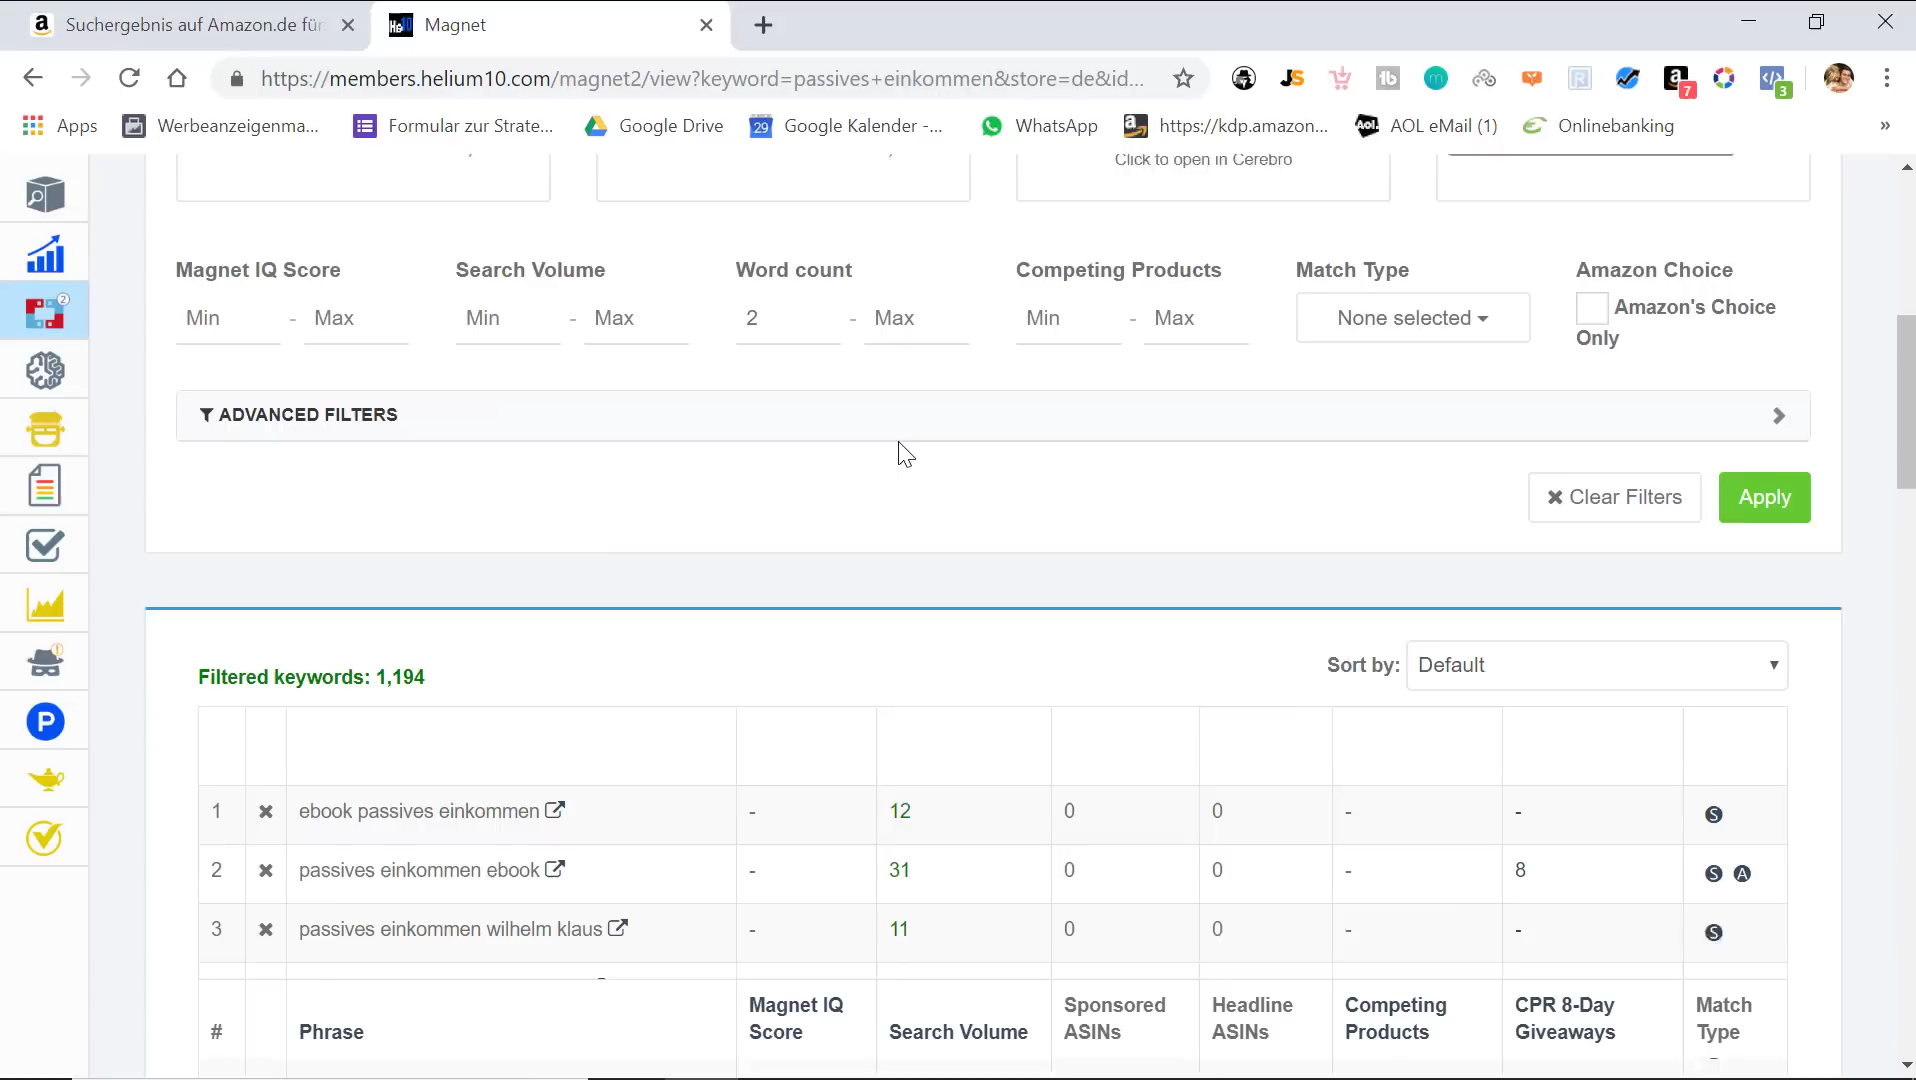 Suchergebnis auf Amazon.de für
Magnet
https://members.helium10.com/magnet2/view?keyword=passives+einkommen&store=de&id...
7
3
Apps
Werbeanzeigenma...
Formular zur Strate...
Google Drive
29
Google Kalender -...
WhatsApp
https://kdp.amazon...
Aol.
AOL eMail (1)
Onlinebanking
»
Click to open in Cerebro
Magnet IQ Score
Search Volume
Word count
Competing Products
Match Type
Amazon Choice
Min - Max
Min - Max
2 - Max
Min - Max
None selected
Amazon's Choice
Only
ADVANCED FILTERS
Clear Filters
Apply
Filtered keywords: 1,194
Sort by: Default
1 ebook passives einkommen - 12 0 0 - - S
2 passives einkommen ebook - 31 0 0 - 8 S A
3 passives einkommen wilhelm klaus - 11 0 0 - - S
# Phrase Magnet IQ Score Search Volume Sponsored ASINs Headline ASINs Competing Products CPR 8-Day Giveaways Match Type